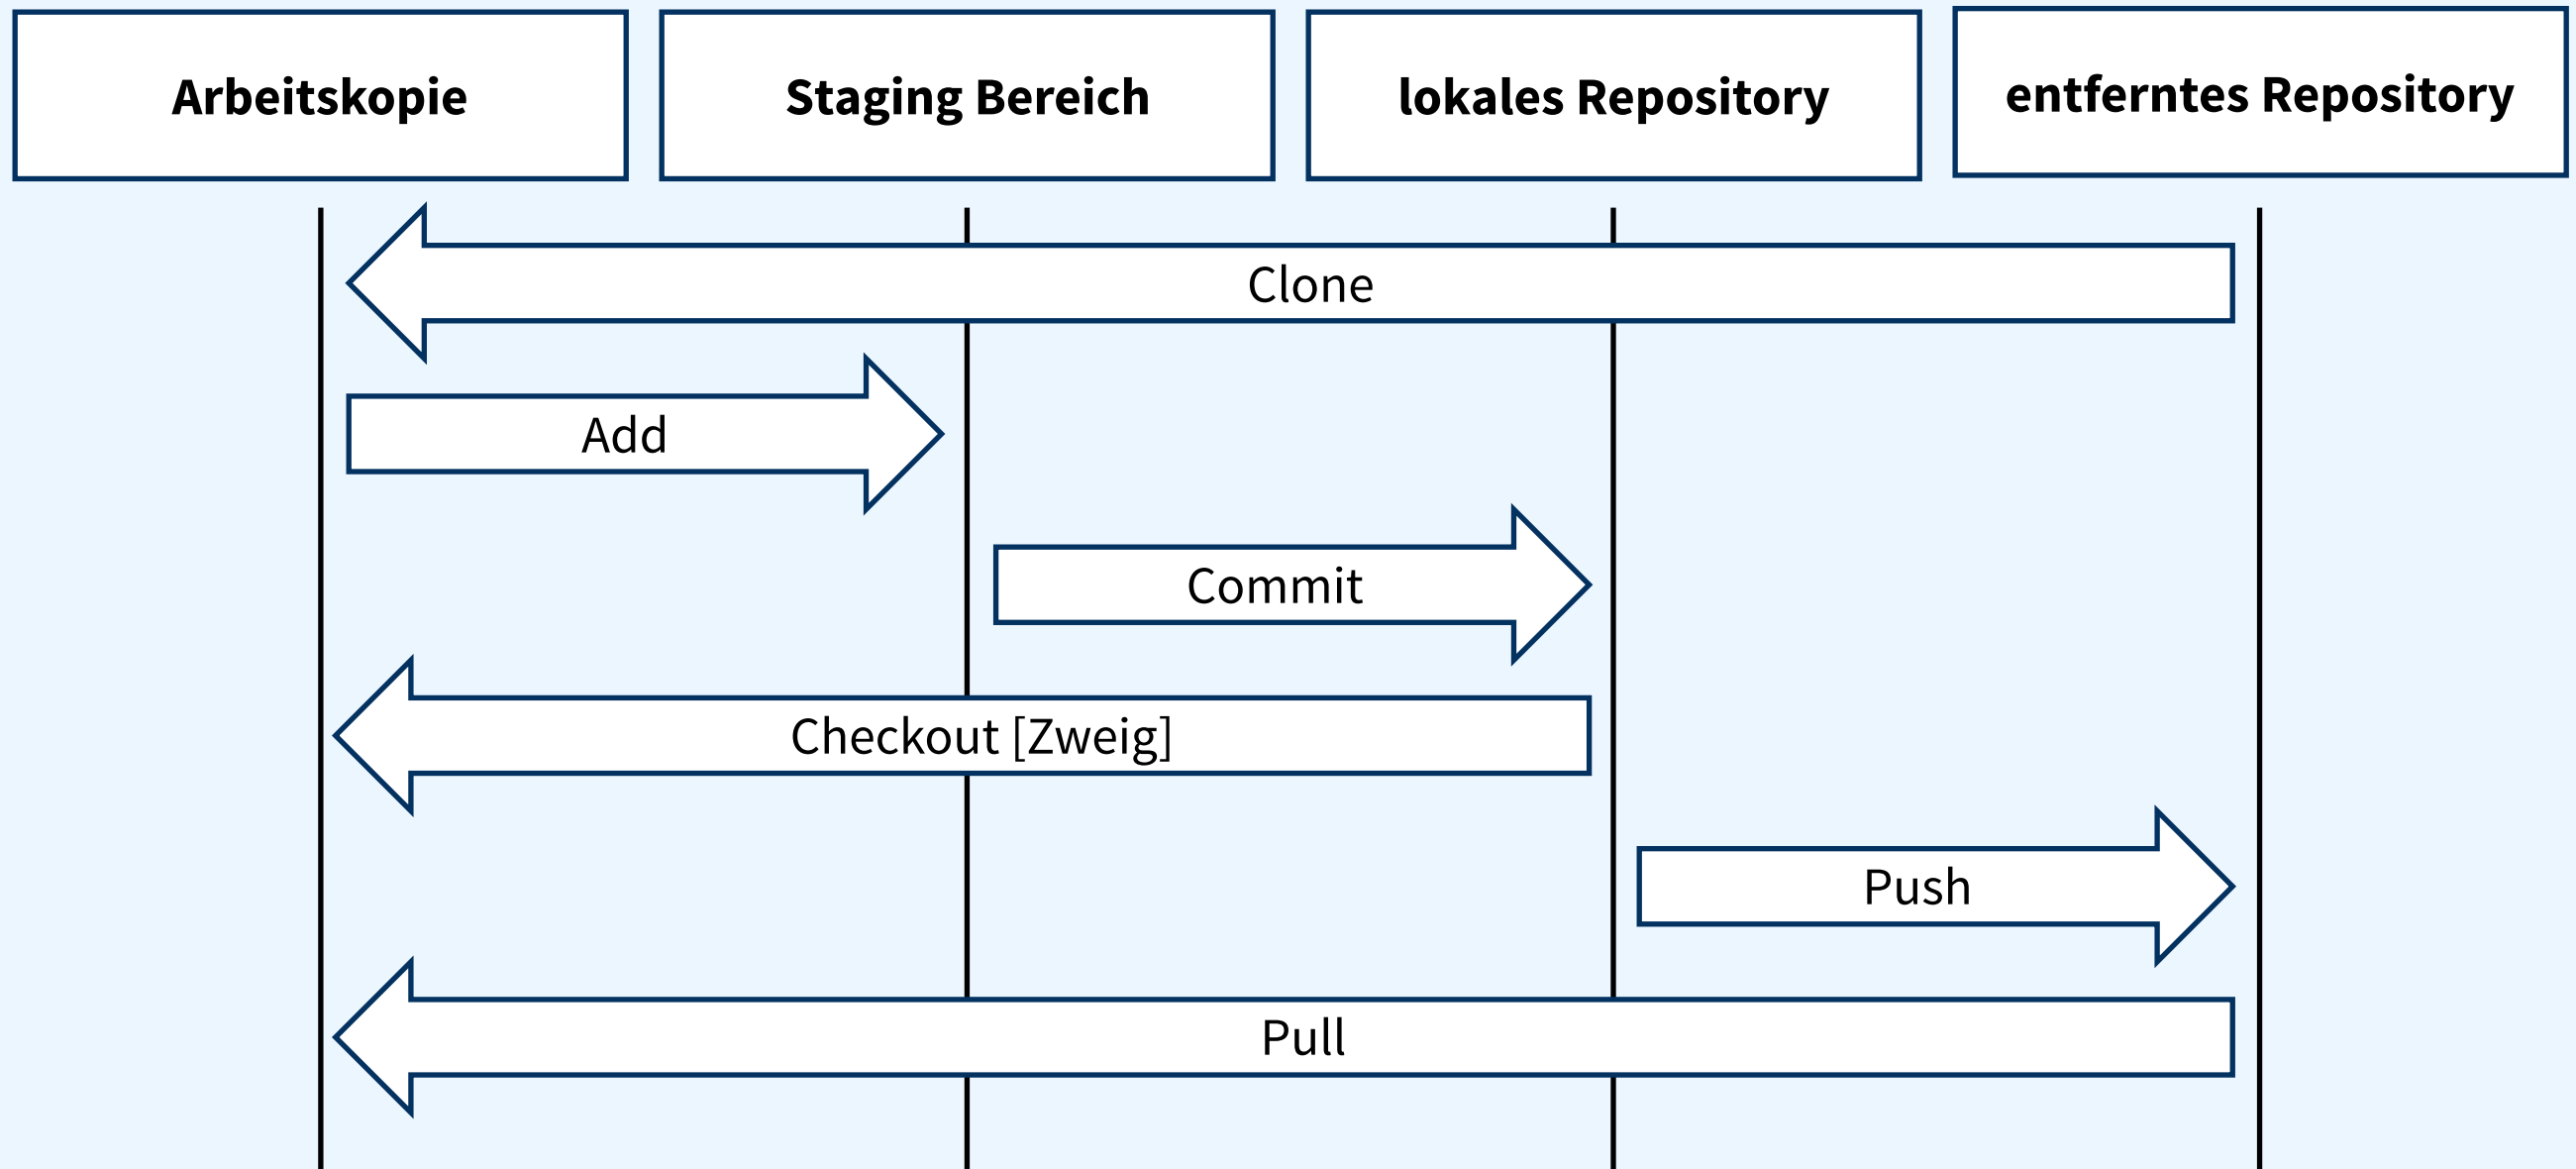 Arbeitskopie
Staging Bereich
lokales Repository
entferntes Repository
Clone
Add
Commit
Checkout [Zweig]
Push
Pull